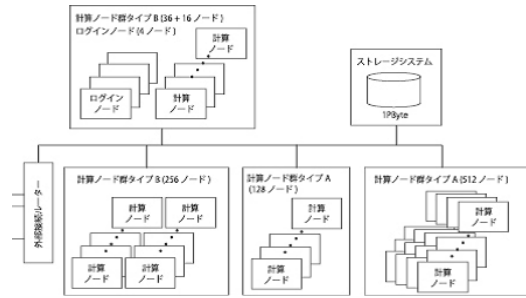 計算ノード群タイプ B (36 + 16 ノード)
ログインノード (4 ノード)
計算
ノード
ログイン
ノード
計算
ノード
ストレージシステム
1PByte
外部接続ルーター
計算ノード群タイプ B (256 ノード)
計算
ノード
計算
ノード
計算
ノード
計算
ノード
計算ノード群タイプ A
(128 ノード)
計算
ノード
計算
ノード
計算ノード群タイプ A (512 ノード)
計算
ノード
計算
ノード